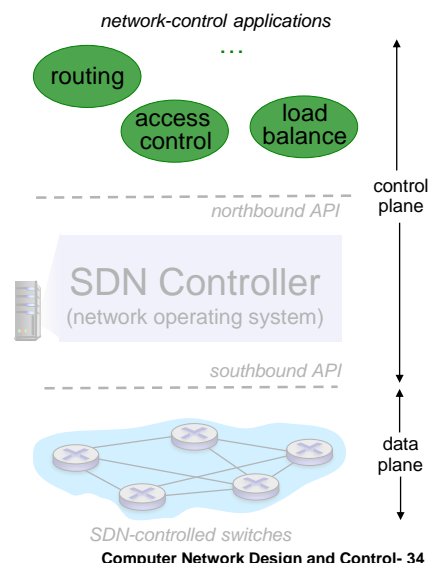 network-control applications
...
routing
access
control
load
balance
control
plane
northbound API
SDN Controller
(network operating system)
southbound API
data
plane
SDN-controlled switches
Computer Network Design and Control- 34